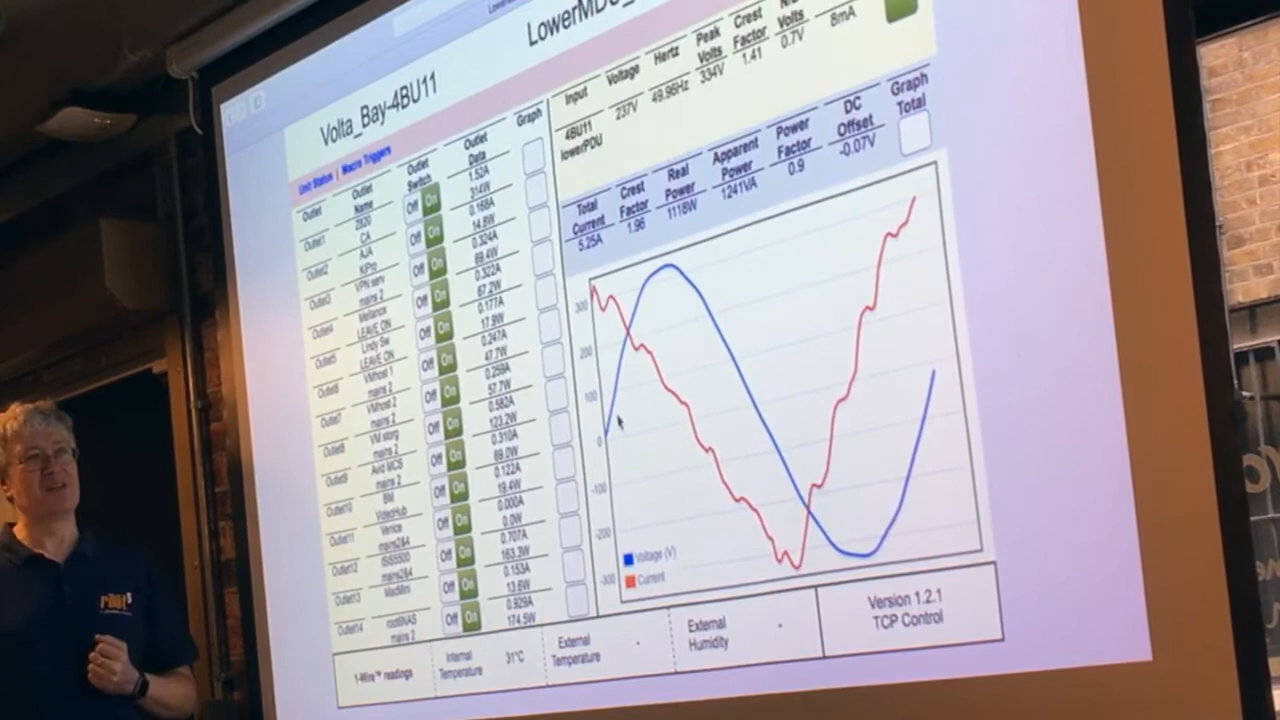 LowerMDU_
Volta_Bay-4BU11
Unit Status | Macro Triggers
Outlet
Outlet Name
Outlet Switch
Outlet Data
Graph
Outlet1
Z820
Off On
1.52A
314W
Outlet2
CA
AJA
Off On
0.168A
14.8W
Outlet3
KiPro
Off On
0.324A
69.4W
Outlet4
VPN serv
mains 2
Off On
0.322A
67.2W
Outlet5
Mellanox
LEAVE ON
Off On
0.177A
17.9W
Outlet6
Lindy Sw
LEAVE ON
Off On
0.247A
47.7W
Outlet7
VMhost 1
mains 2
Off On
0.259A
57.7W
Outlet8
VMhost 2
mains 2
Off On
0.582A
123.2W
Outlet9
VM storg
mains 2
Off On
0.310A
69.0W
Outlet10
Avid MCS
mains 2
Off On
0.122A
19.4W
Outlet11
BM
VideoHub
Off On
0.000A
0.0W
Outlet12
Venice
mains2&4
Off On
0.707A
163.3W
Outlet13
ISIS5500
mains2&4
Off On
0.153A
13.6W
Outlet14
MacMini
root6NAS
mains 2
Off On
0.929A
174.5W
Input
Voltage
Hertz
Peak Volts
Crest Factor
Volts
4BU11
lowerPDU
237V
49.96Hz
334V
1.41
0.7V
8mA
Total Current
Crest Factor
Real Power
Apparent Power
Power Factor
DC Offset
Graph Total
5.25A
1.96
1118W
1241VA
0.9
-0.07V
300
200
100
0
-100
-200
-300
Voltage (V)
Current
1-Wire™ readings
Internal Temperature
31°C
External Temperature
-
External Humidity
-
Version 1.2.1
TCP Control
root6